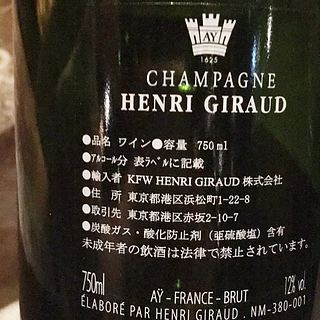 AŸ
1625
CHAMPAGNE
HENRI GIRAUD
●品名 ワイン●容量 750ml
●アルコール分 表ラベルに記載
●輸入者 KFW HENRI GIRAUD 株式会社
●住 所 東京都港区浜松町1-22-8
●取引先 東京都港区赤坂2-10-7
●炭酸ガス・酸化防止剤（亜硫酸塩）含有
未成年者の飲酒は法律で禁止されています。
750ml
AŸ - FRANCE - BRUT
12% vol.
ÉLABORÉ PAR HENRI GIRAUD . NM-380-001